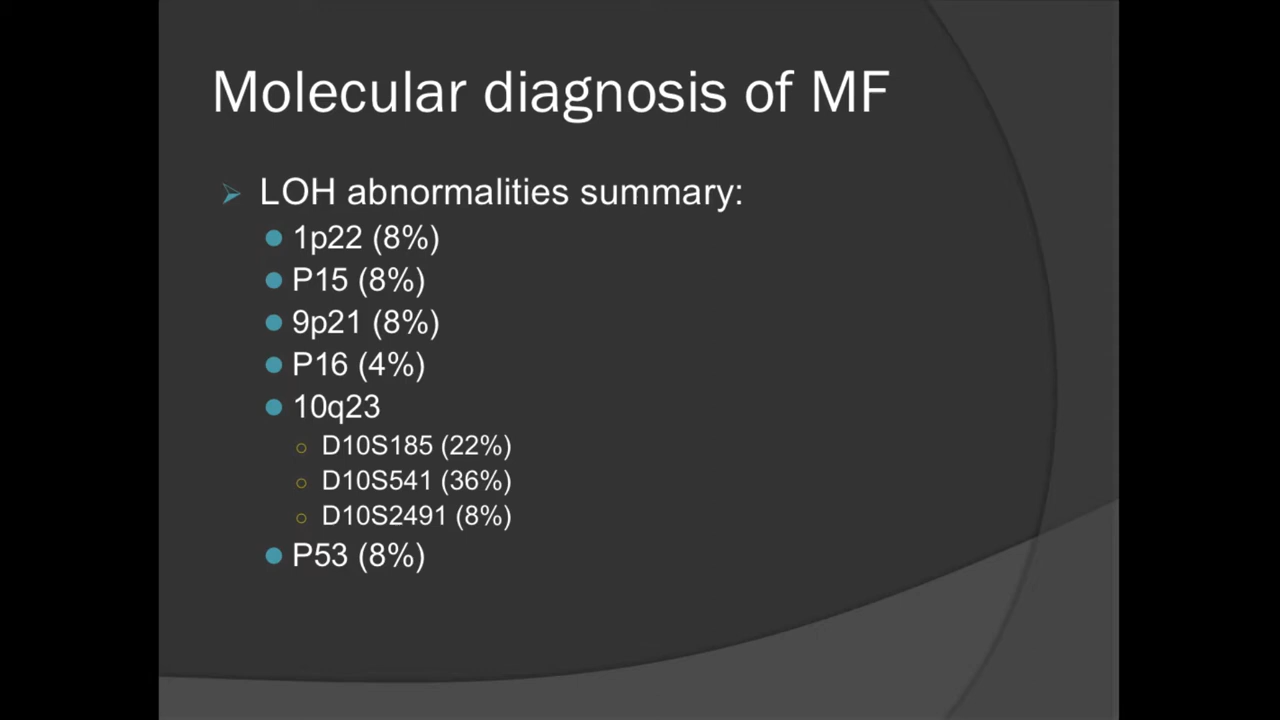 Molecular diagnosis of MF
LOH abnormalities summary:
1p22 (8%)
P15 (8%)
9p21 (8%)
P16 (4%)
10q23
D10S185 (22%)
D10S541 (36%)
D10S2491 (8%)
P53 (8%)